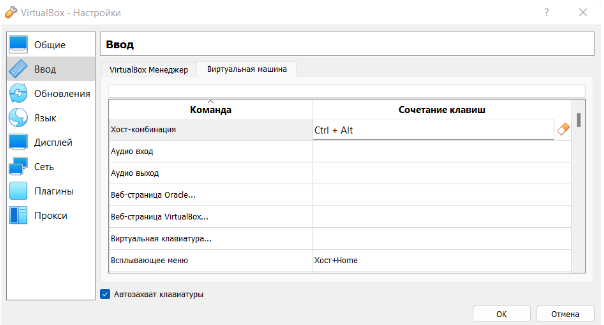 VirtualBox - Настройки
Общие
Ввод
Обновления
Язык
Дисплей
Сеть
Плагины
Прокси
Ввод
VirtualBox Менеджер Виртуальная машина
Команда Сочетание клавиш
Хост-комбинация Ctrl + Alt
Аудио вход
Аудио выход
Веб-страница Oracle...
Веб-страница VirtualBox...
Виртуальная клавиатура...
Всплывающее меню Хост+Home
Автозахват клавиатуры
ОК Отмена